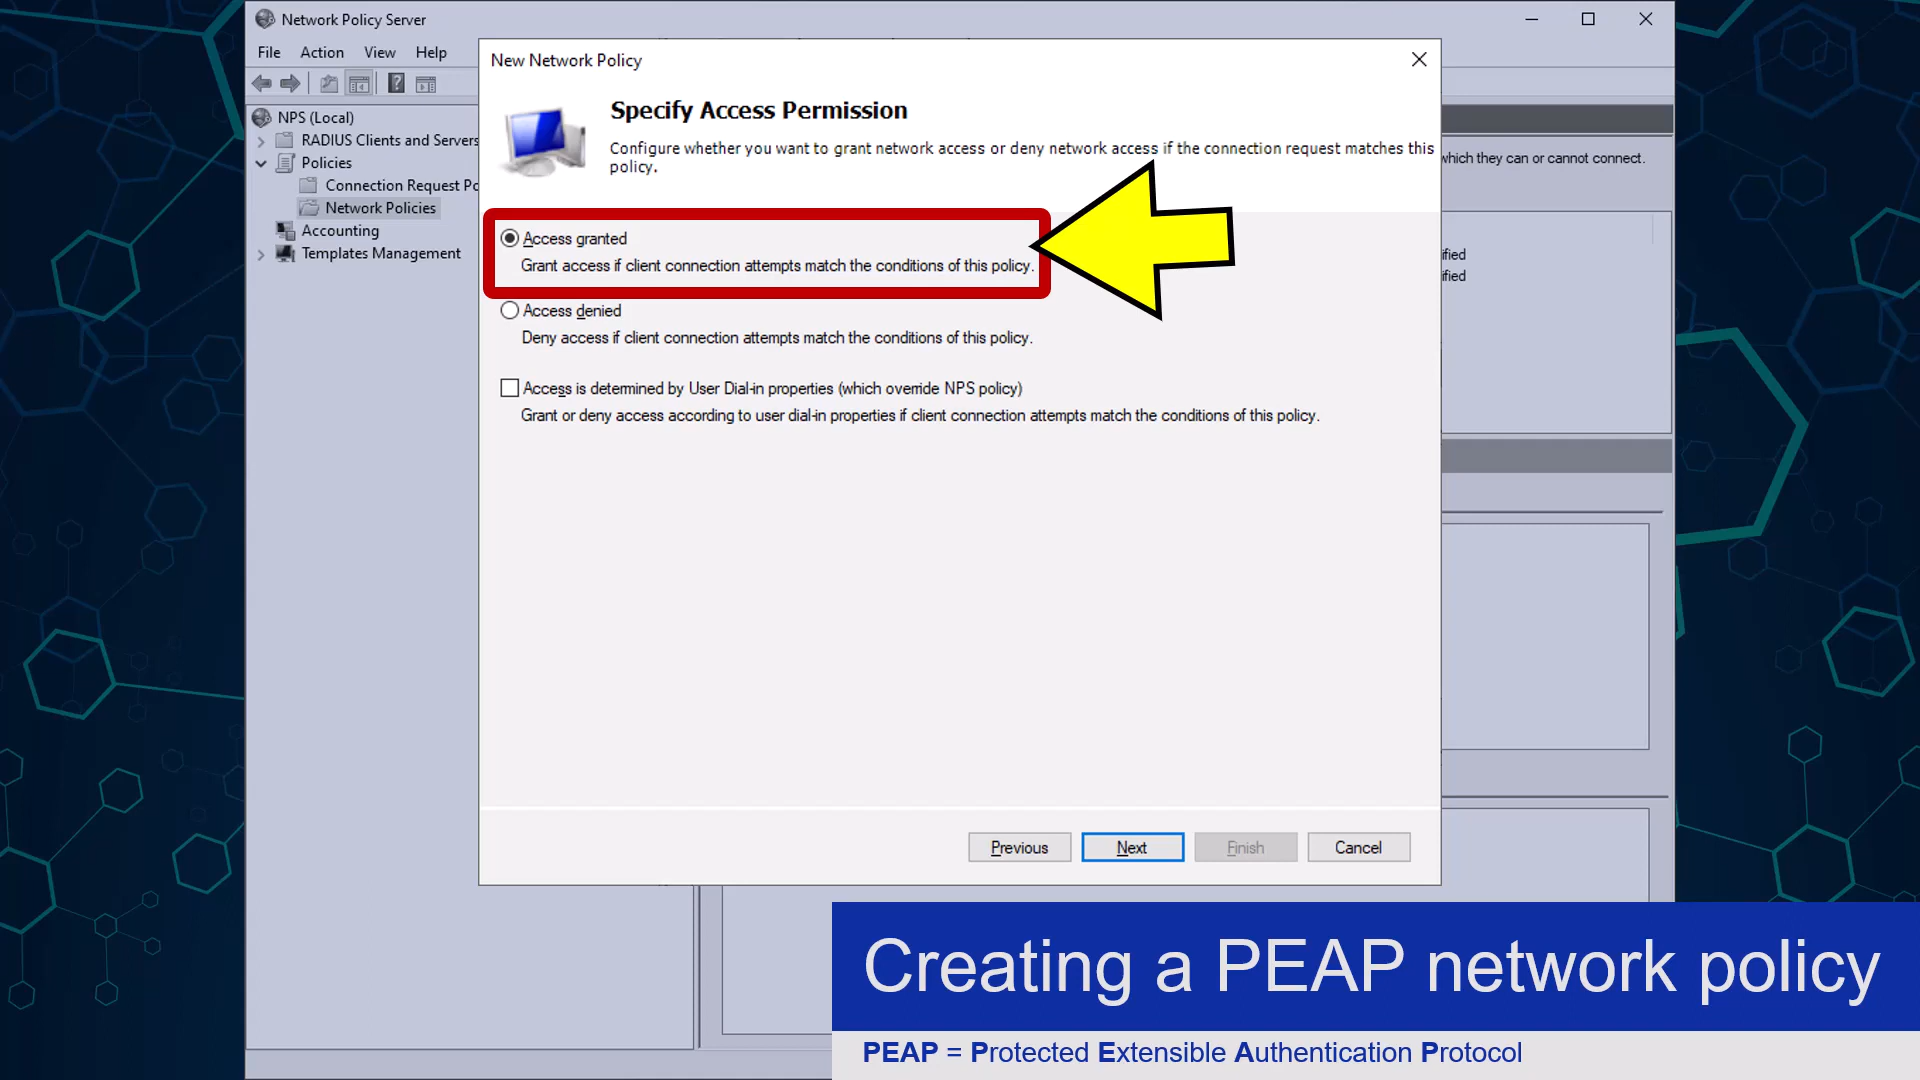 Network Policy Server
File Action View Help
NPS (Local)
RADIUS Clients and Servers
Policies
Connection Request Po
Network Policies
Accounting
Templates Management
New Network Policy
Specify Access Permission
Configure whether you want to grant network access or deny network access if the connection request matches this
policy.
which they can or cannot connect.
Access granted
Grant access if client connection attempts match the conditions of this policy.
ified
ified
Access denied
Deny access if client connection attempts match the conditions of this policy.
Access is determined by User Dial-in properties (which override NPS policy)
Grant or deny access according to user dial-in properties if client connection attempts match the conditions of this policy.
Previous Next Finish Cancel
Creating a PEAP network policy
PEAP = Protected Extensible Authentication Protocol